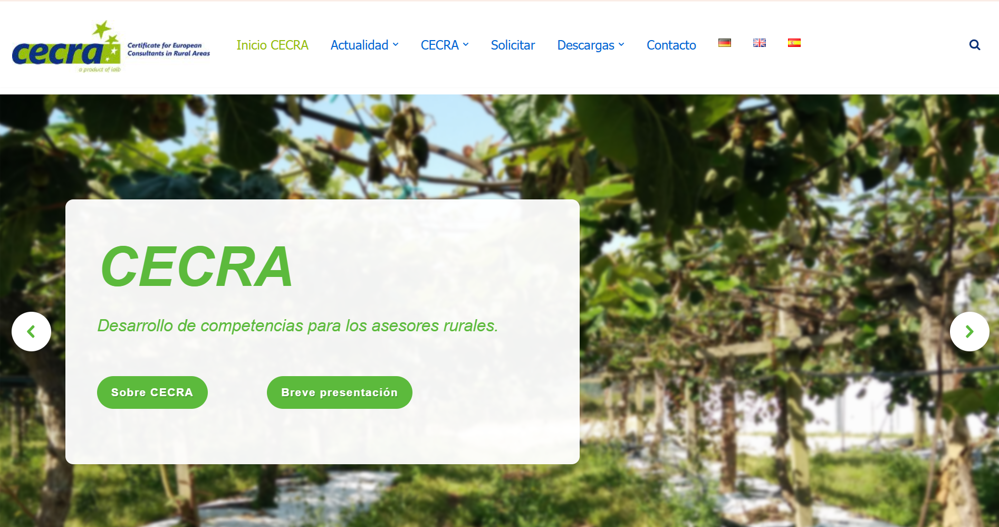 cecra
Certificate for European
Consultants in Rural Areas
a product of ialb
Inicio CECRA
Actualidad
CECRA
Solicitar
Descargas
Contacto
CECRA
Desarrollo de competencias para los asesores rurales.
Sobre CECRA
Breve presentación